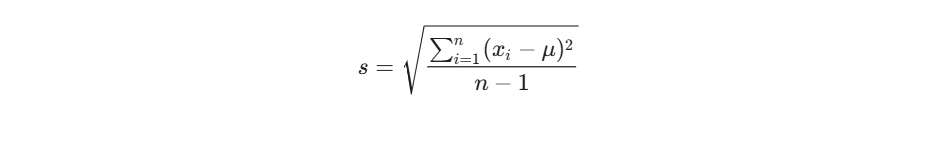 $s = \sqrt{\frac{\sum_{i=1}^{n}(x_i - \mu)^2}{n - 1}}$